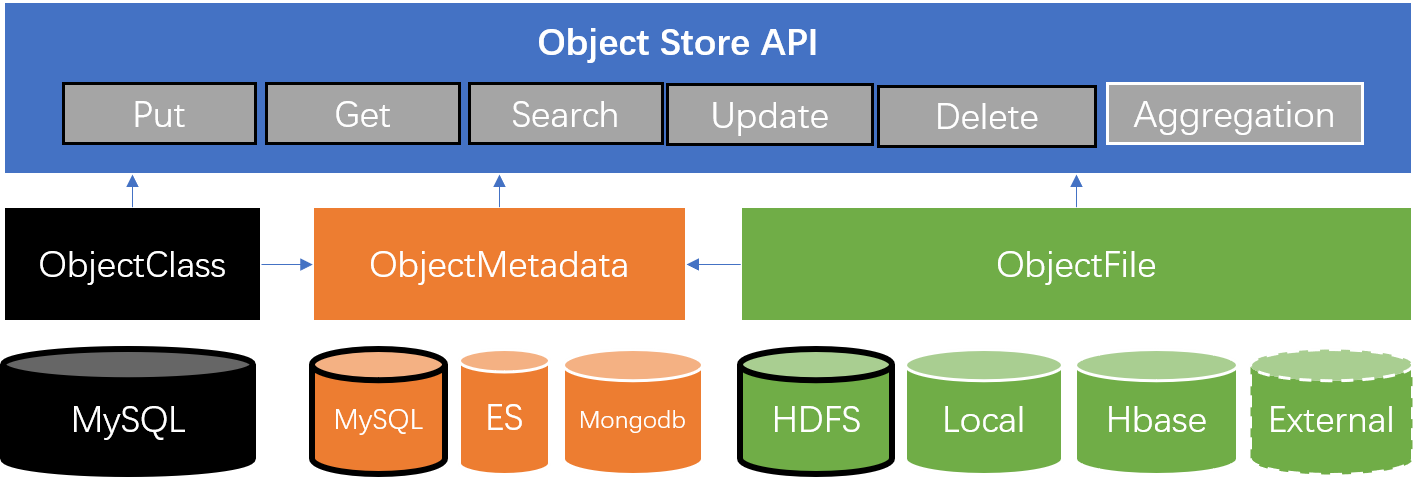 Object Store API
Put Get Search Update Delete Aggregation
ObjectClass ObjectMetadata ObjectFile
MySQL MySQL ES Mongodb HDFS Local Hbase External